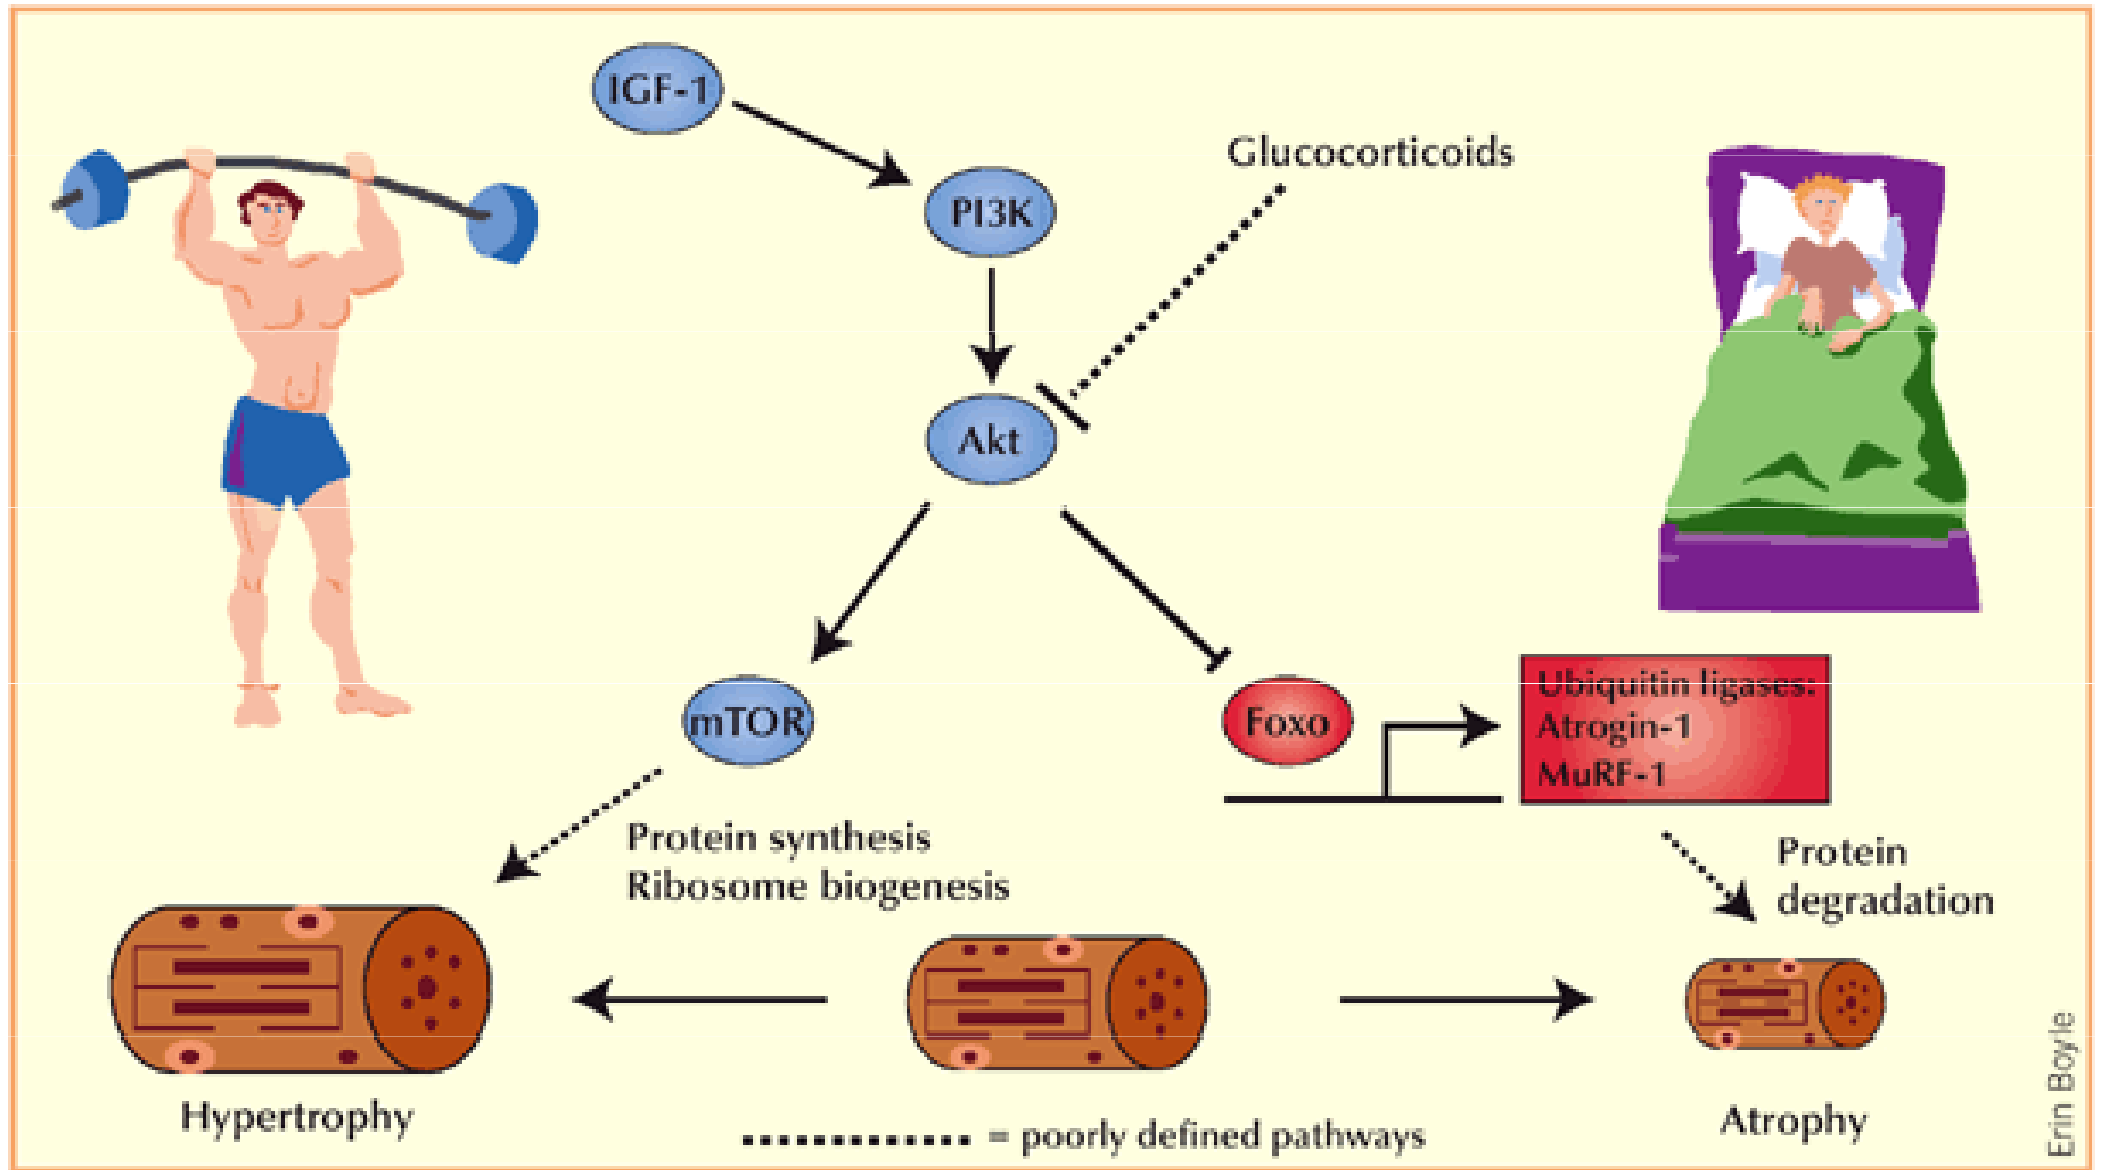 IGF-1
Glucocorticoids
PI3K
Akt
mTOR
Foxo
Ubiquitin ligases:
Atrogin-1
MuRF-1
Protein synthesis
Ribosome biogenesis
Protein
degradation
Hypertrophy
Atrophy
= poorly defined pathways
Erin Boyle